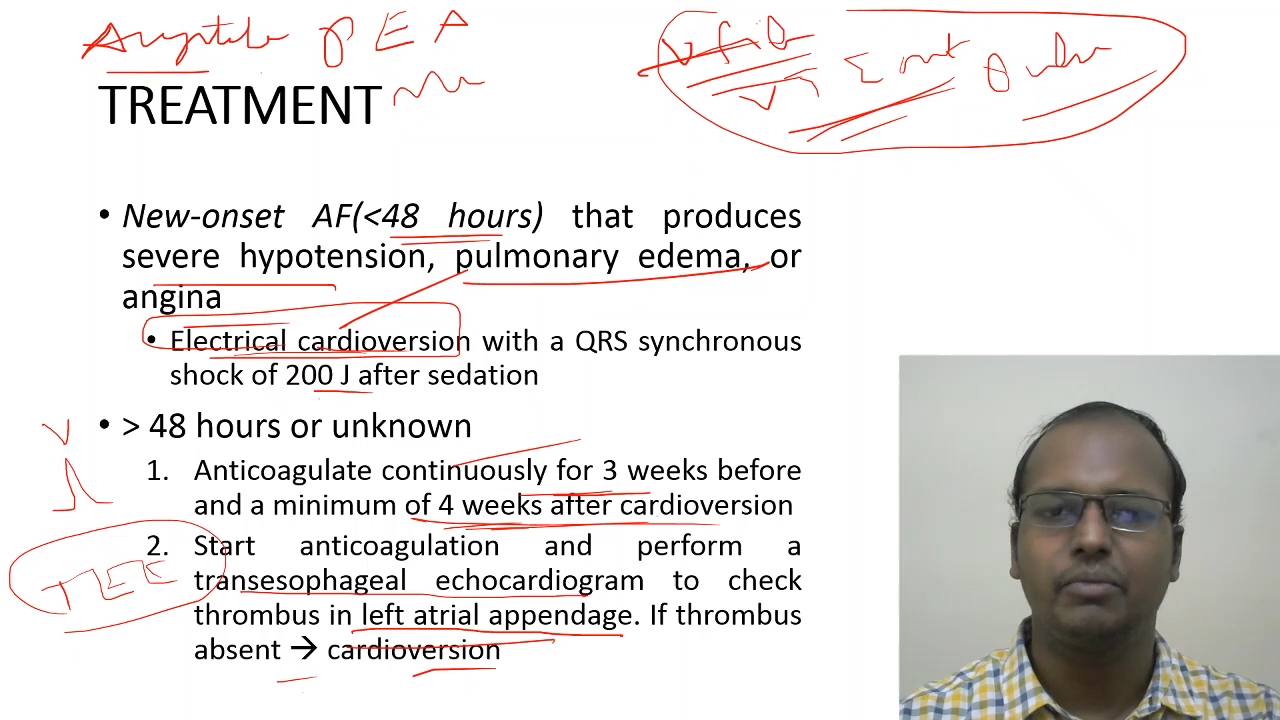 PEA
TREATMENT
• New-onset AF(<48 hours) that produces
severe hypotension, pulmonary edema, or
angina
• Electrical cardioversion with a QRS synchronous
shock of 200 J after sedation
• > 48 hours or unknown
1. Anticoagulate continuously for 3 weeks before
and a minimum of 4 weeks after cardioversion
2. Start anticoagulation and perform a
transesophageal echocardiogram to check
thrombus in left atrial appendage. If thrombus
absent → cardioversion
TEE